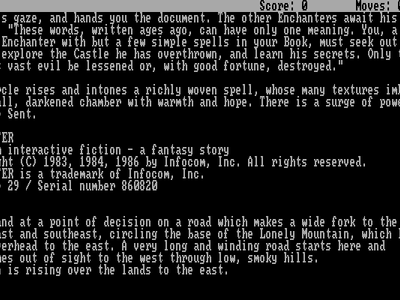 Score: 0 Moves: 0
s gaze, and hands you the document. The other Enchanters await his
"These words, written ages ago, can have only one meaning. You, a
Enchanter with but a few simple spells in your Book, must seek out
explore the Castle he has overthrown, and learn his secrets. Only t
vast evil be lessened or, with good fortune, destroyed."
rcle rises and intones a richly woven spell, whose many textures im
all, darkened chamber with warmth and hope. There is a surge of powe
Sent.
TER
interactive fiction - a fantasy story
ght (C) 1983, 1984, 1986 by Infocom, Inc. All rights reserved.
TER is a trademark of Infocom, Inc.
29 / Serial number 860820
and at a point of decision on a road which makes a wide fork to the
ast and southeast, circling the base of the Lonely Mountain, which
verhead to the east. A very long and winding road starts here and
hes out of sight to the west through low, smoky hills.
n is rising over the lands to the east.